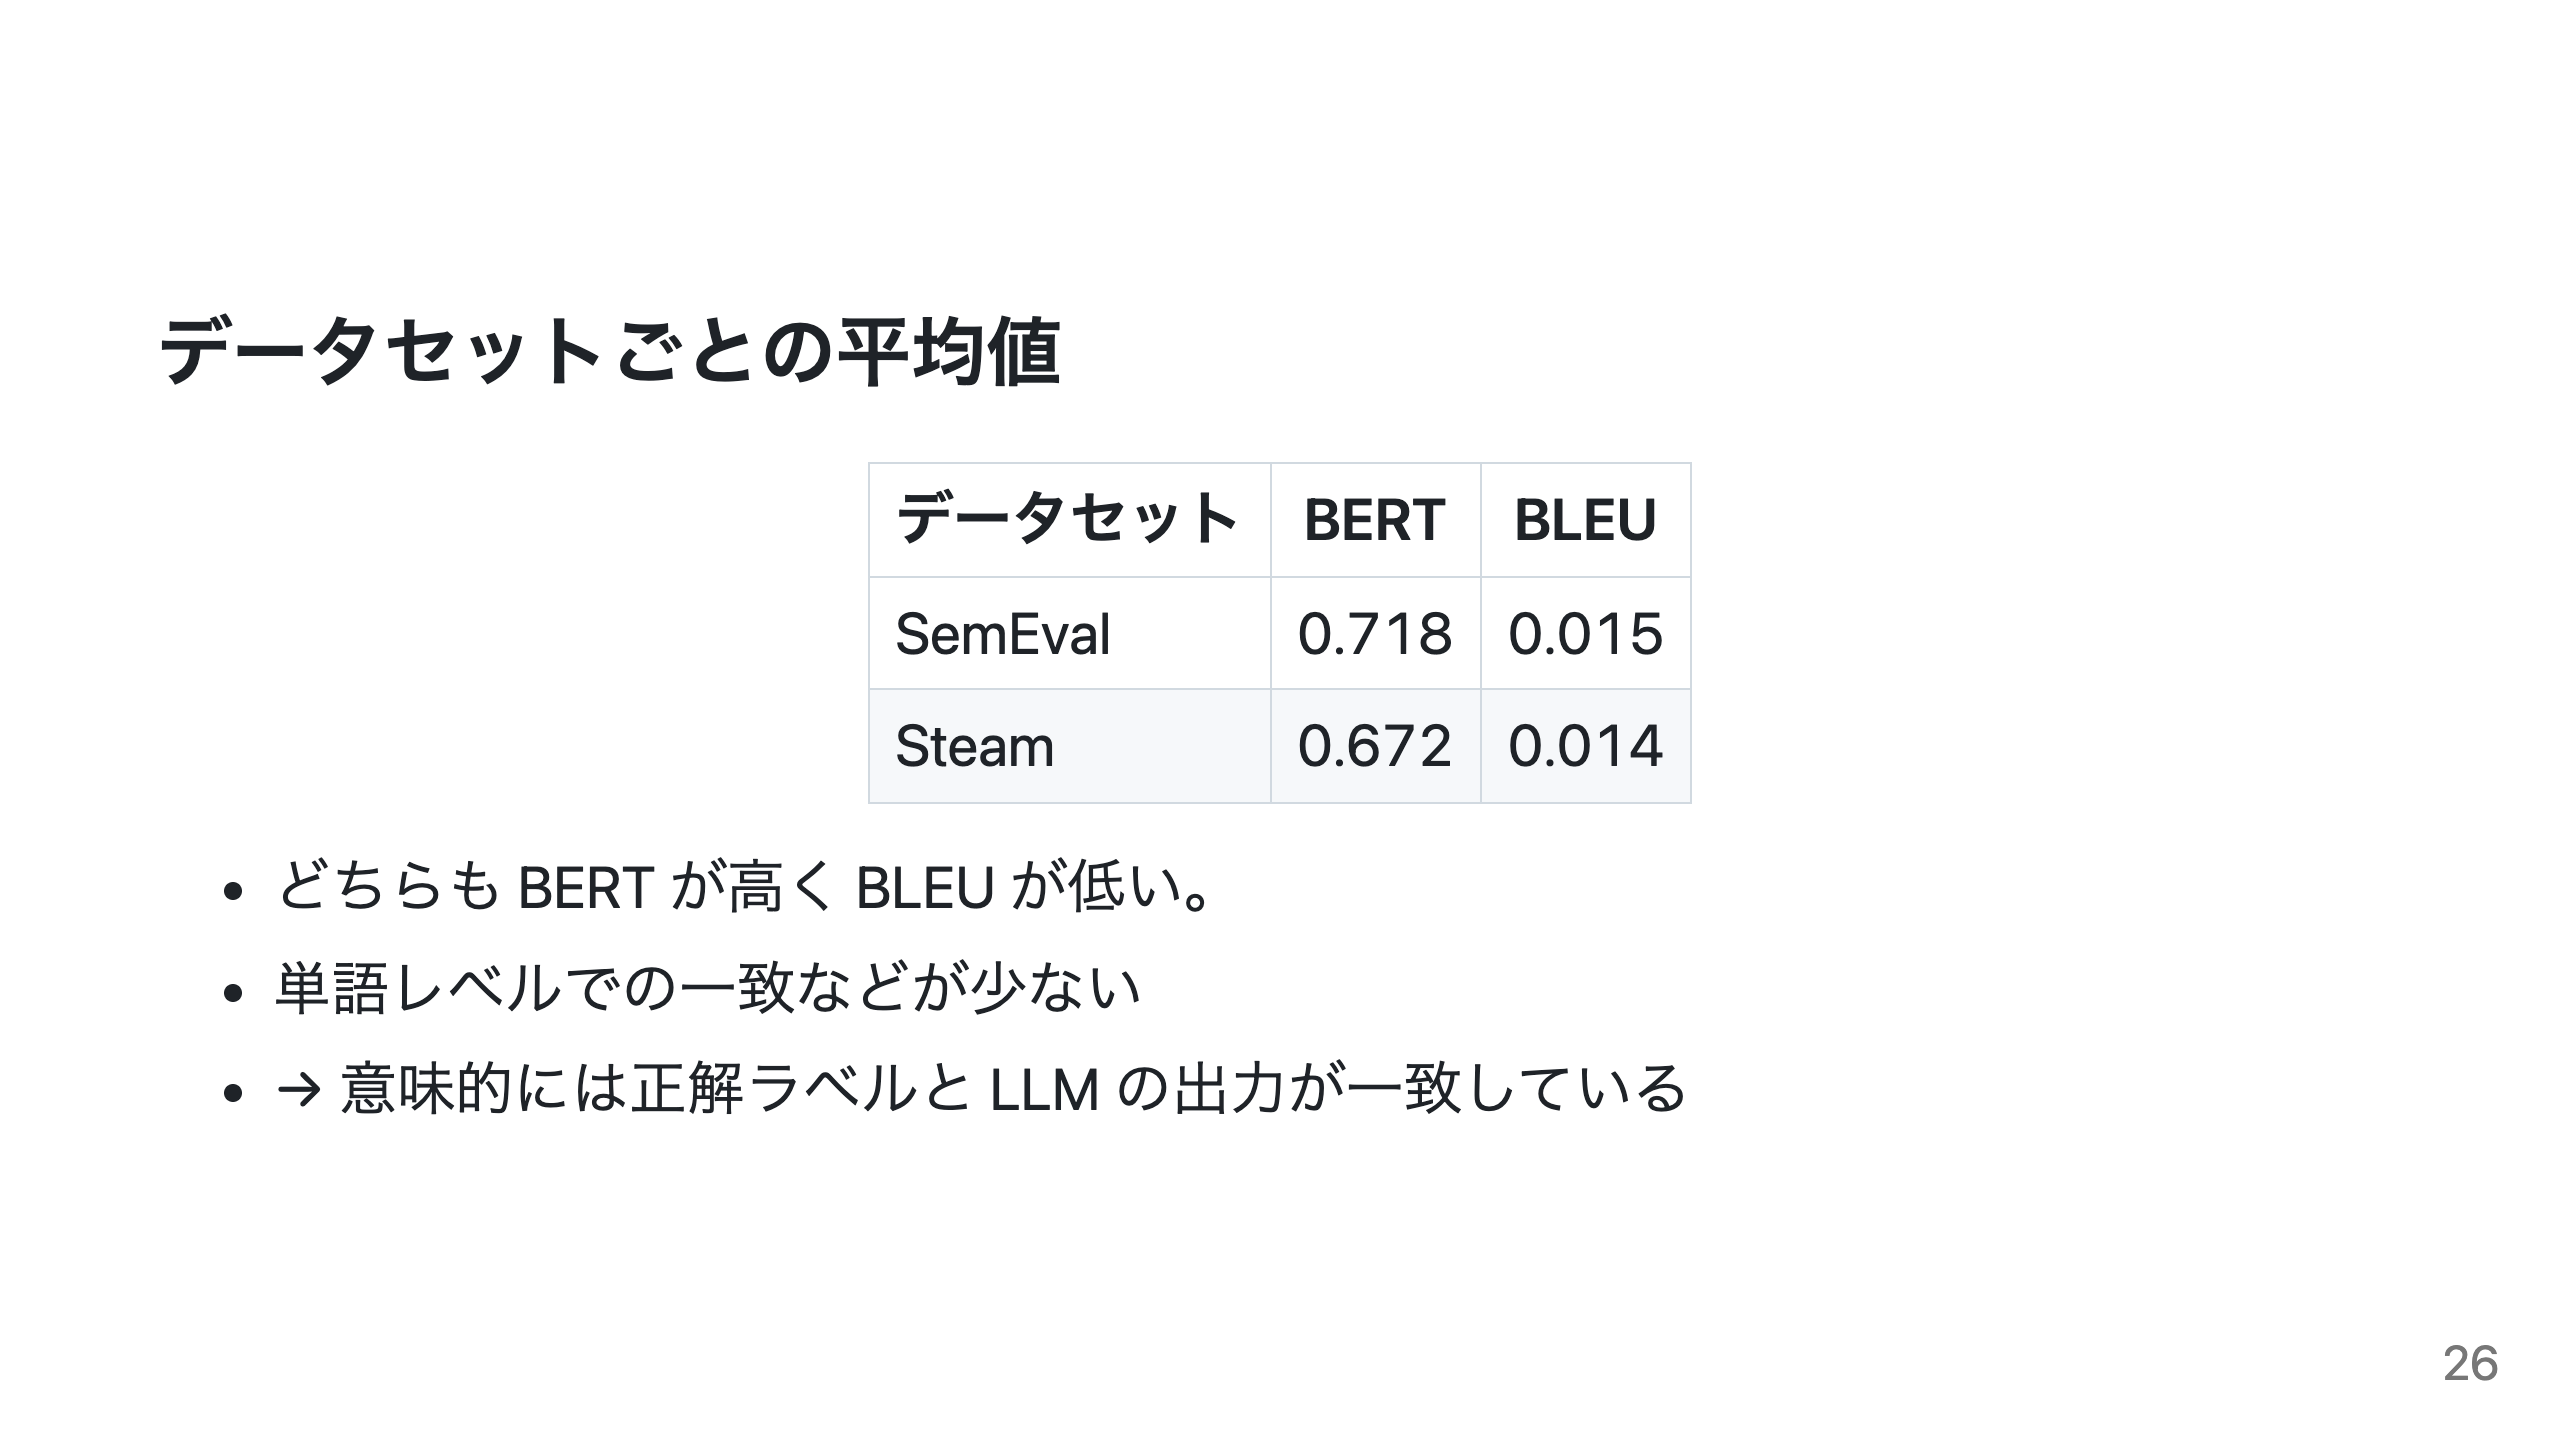 データセットごとの平均値
データセット BERT BLEU
SemEval 0.718 0.015
Steam 0.672 0.014
• どちらも BERT が高く BLEU が低い。
• 単語レベルでの一致などが少ない
• → 意味的には正解ラベルと LLM の出力が一致している
26